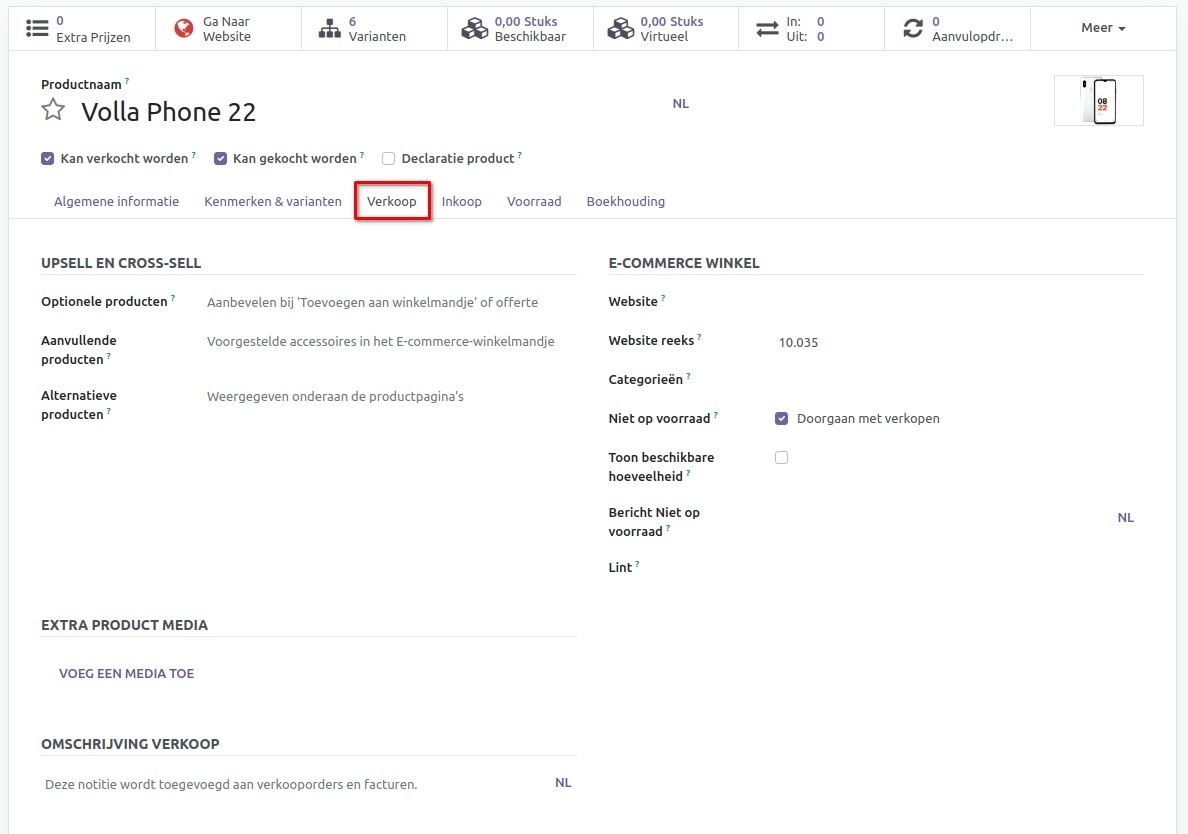 0
Extra Prijzen
Ga Naar
Website
6
Varianten
0,00 Stuks
Beschikbaar
0,00 Stuks
Virtueel
In: 0
Uit: 0
0
Aanvulopdr...
Meer
Productnaam ?
Volla Phone 22
NL
08
22
Kan verkocht worden ? Kan gekocht worden ? Declaratie product ?
Algemene informatie Kenmerken & varianten Verkoop Inkoop Voorraad Boekhouding
UPSELL EN CROSS-SELL
Optionele producten ? Aanbevelen bij 'Toevoegen aan winkelmandje' of offerte
Aanvullende
producten ?
Voorgestelde accessoires in het E-commerce-winkelmandje
Alternatieve
producten ?
Weergegeven onderaan de productpagina's
E-COMMERCE WINKEL
Website ?
Website reeks ? 10.035
Categorieën ?
Niet op voorraad ? Doorgaan met verkopen
Toon beschikbare
hoeveelheid ?
Bericht Niet op
voorraad ?
NL
Lint ?
EXTRA PRODUCT MEDIA
VOEG EEN MEDIA TOE
OMSCHRIJVING VERKOOP
Deze notitie wordt toegevoegd aan verkooporders en facturen. NL